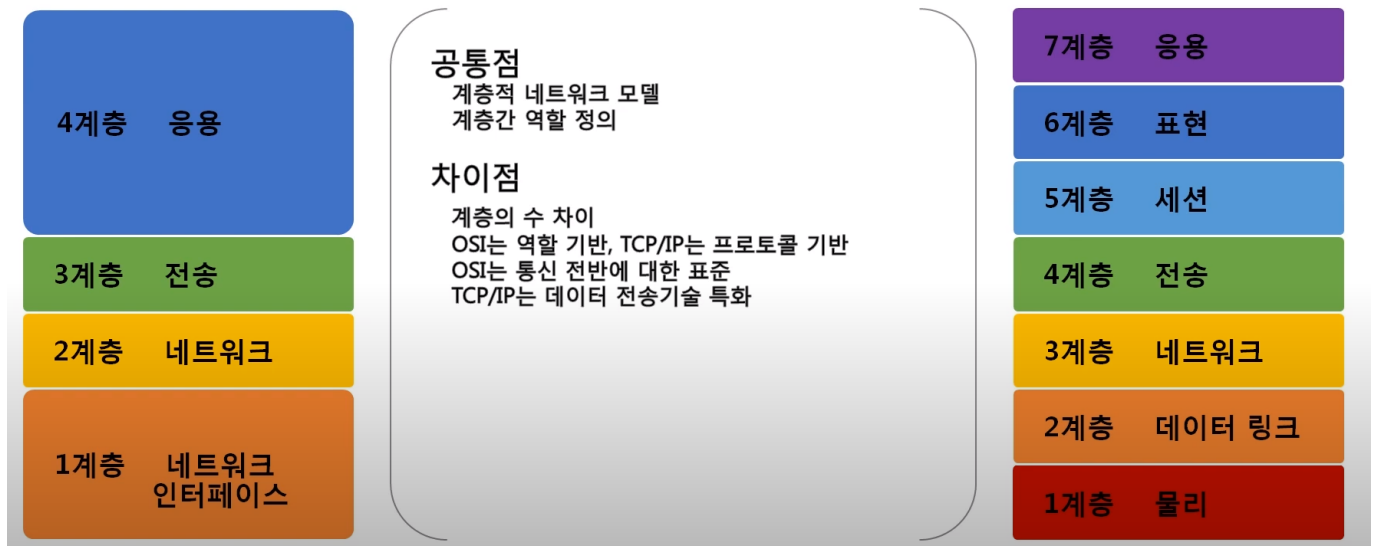 4계층 응용
3계층 전송
2계층 네트워크
1계층 네트워크
인터페이스
공통점
계층적 네트워크 모델
계층간 역할 정의
차이점
계층의 수 차이
OSI는 역할 기반, TCP/IP는 프로토콜 기반
OSI는 통신 전반에 대한 표준
TCP/IP는 데이터 전송기술 특화
7계층 응용
6계층 표현
5계층 세션
4계층 전송
3계층 네트워크
2계층 데이터 링크
1계층 물리